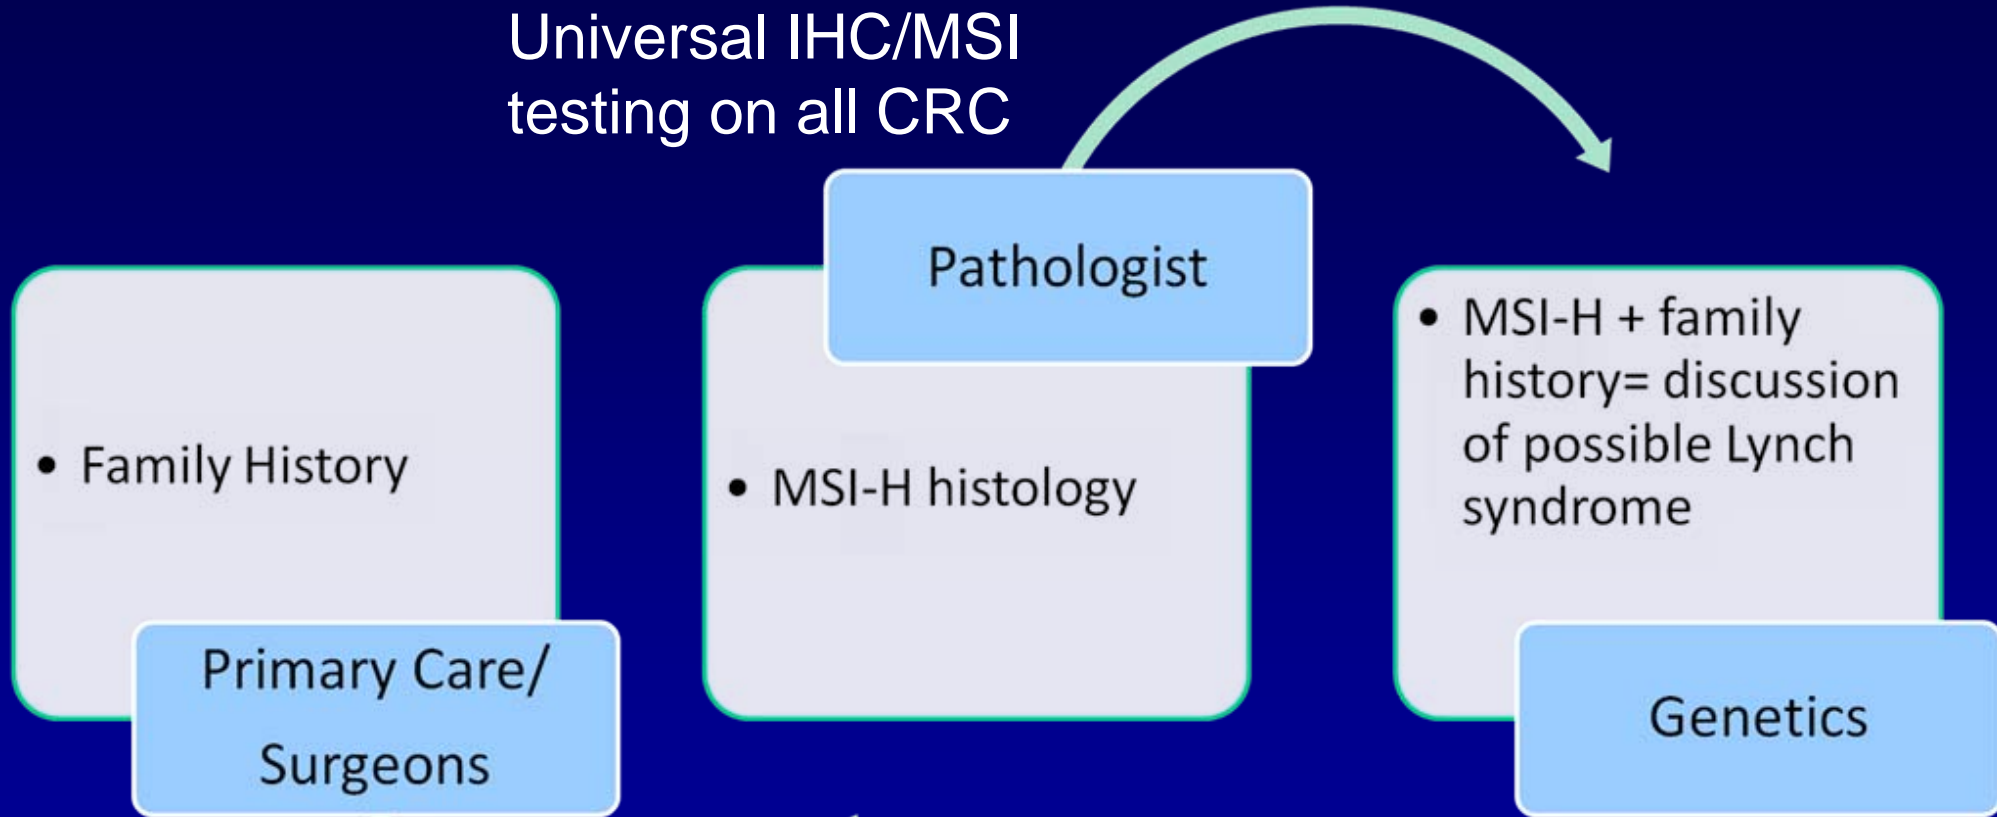 Universal IHC/MSI
testing on all CRC
• Family History
Primary Care/
Surgeons
Pathologist
• MSI-H histology
• MSI-H + family
history= discussion
of possible Lynch
syndrome
Genetics